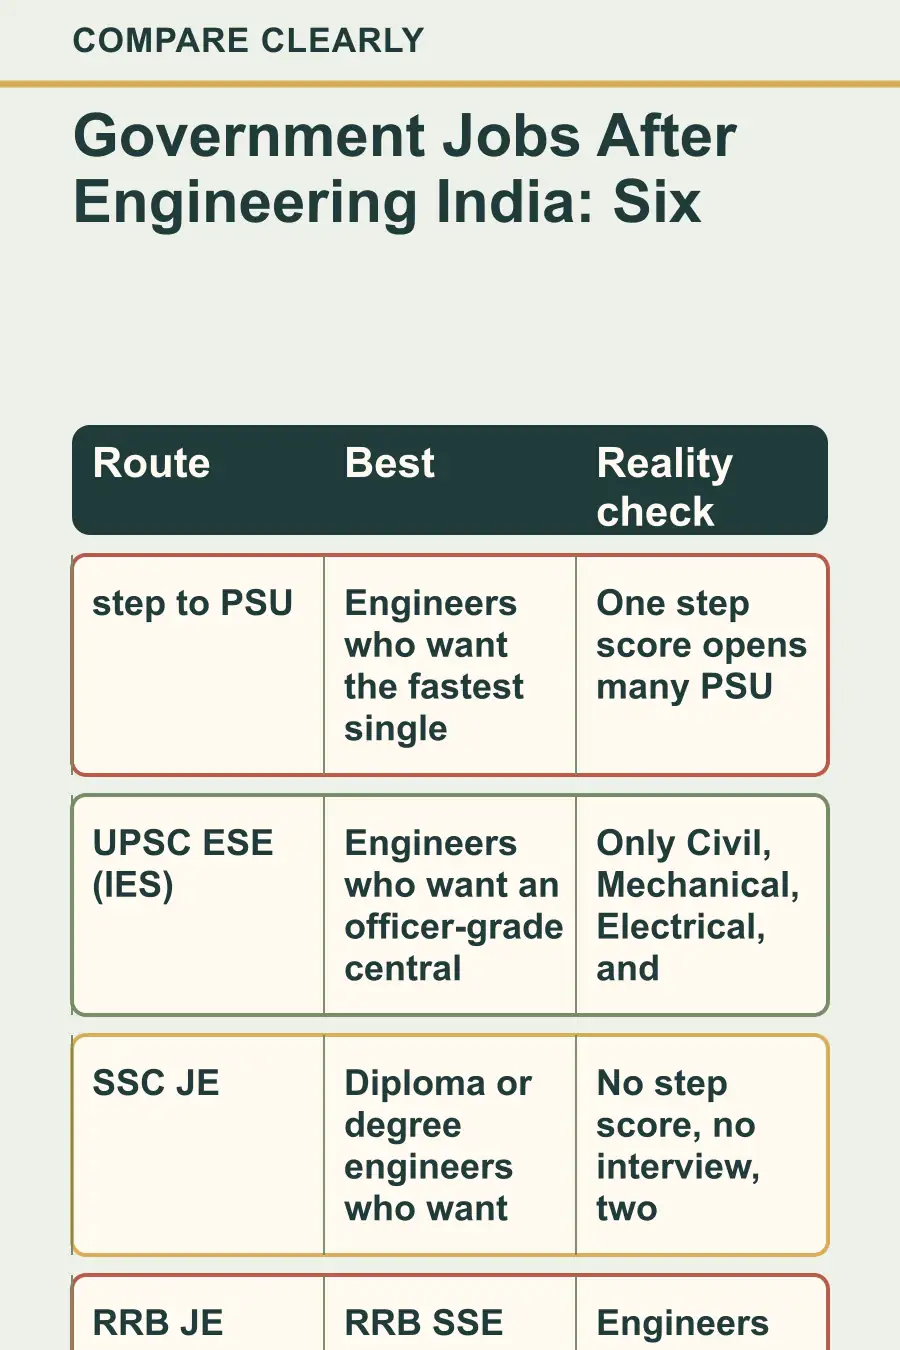 COMPARE CLEARLY
Government Jobs After
Engineering India: Six
Route
Best
Reality
check
step to PSU
Engineers
who want
the fastest
single
One step
score opens
many PSU
UPSC ESE
(IES)
Engineers
who want an
officer-grade
central
Only Civil,
Mechanical,
Electrical,
and
SSC JE
Diploma or
degree
engineers
who want
No step
score, no
interview,
two
RRB JE
RRB SSE
Engineers